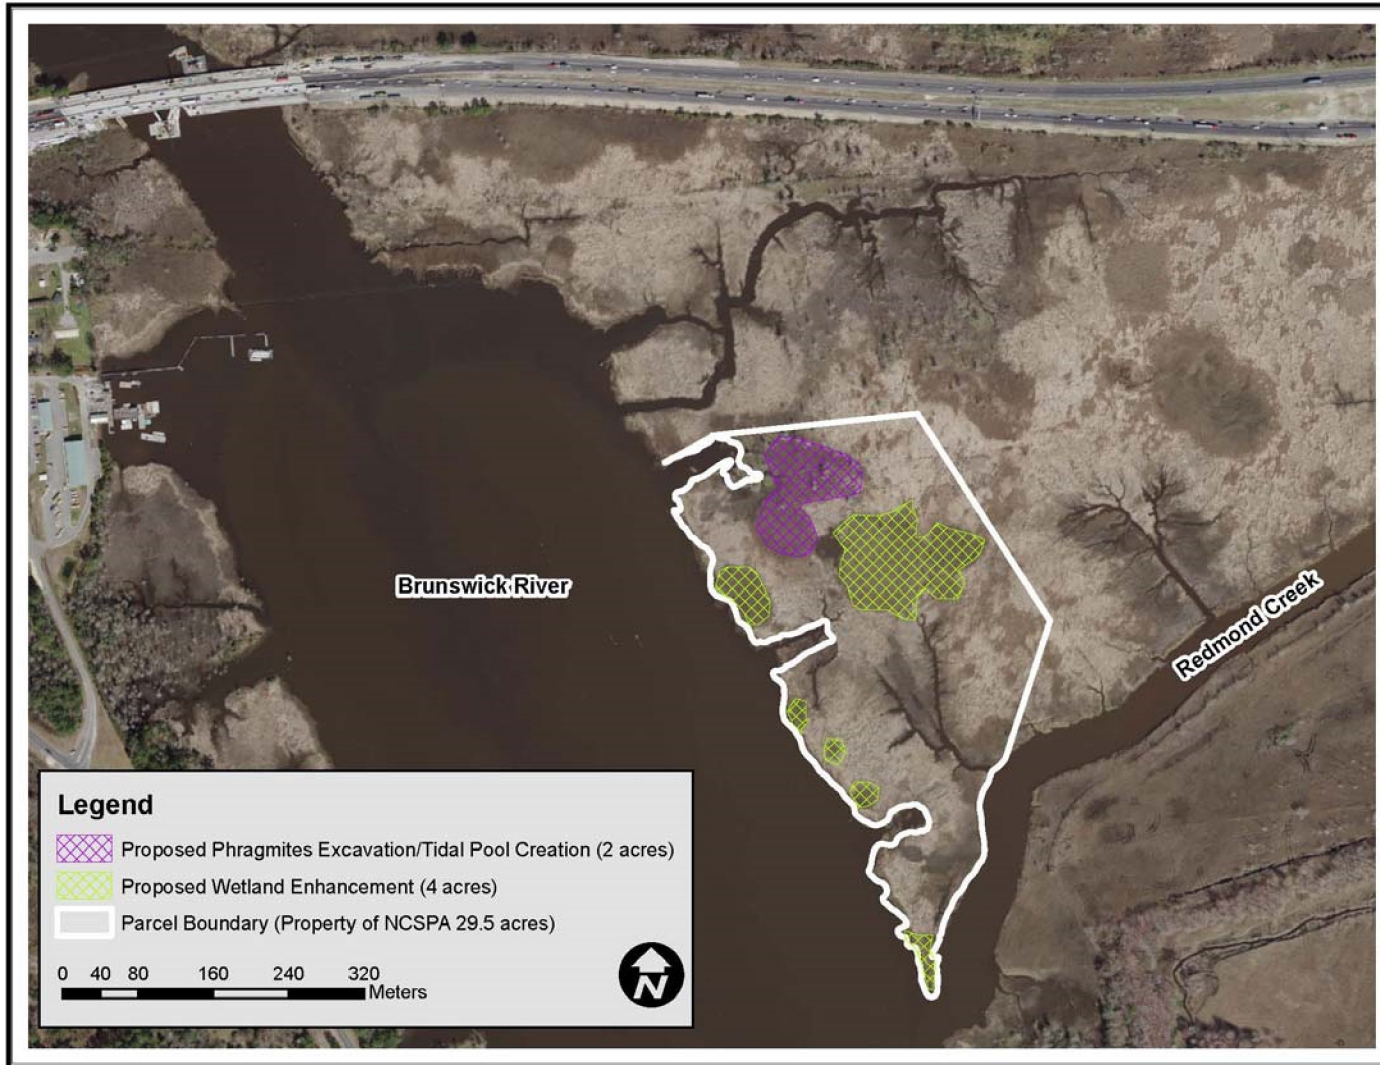 Brunswick River
Redmond Creek
Legend
Proposed Phragmites Excavation/Tidal Pool Creation (2 acres)
Proposed Wetland Enhancement (4 acres)
Parcel Boundary (Property of NCSPA 29.5 acres)
0 40 80 160 240 320
Meters
N